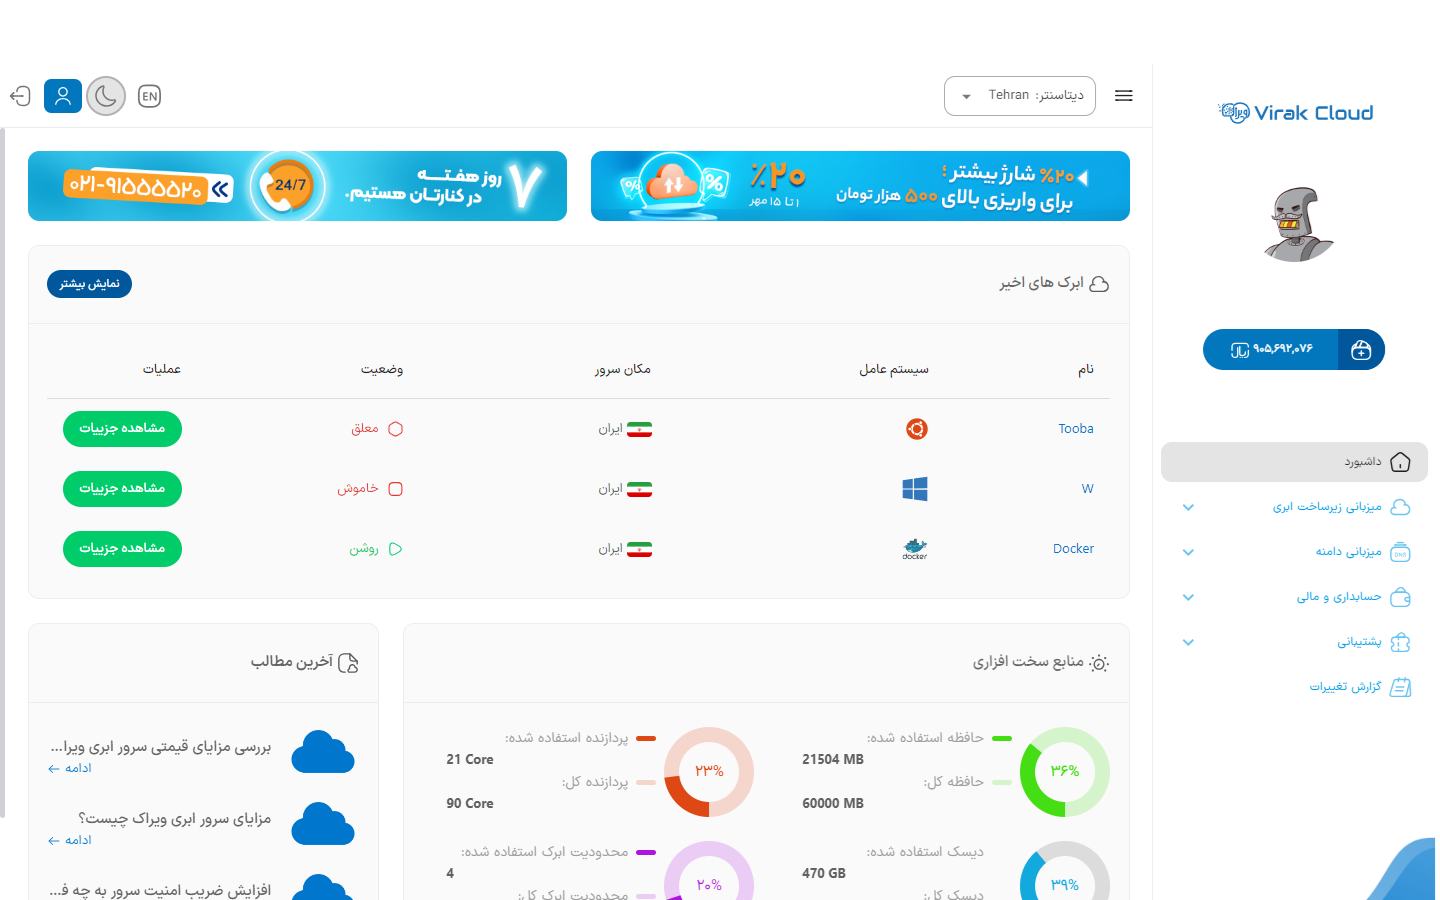 Virak Cloud
۹۰۵,۶۹۲,۰۷۶ ریال
داشبورد
میزبانی زیرساخت ابری
میزبانی دامنه
DNS
حسابداری و مالی
پشتیبانی
گزارش تغییرات
دیتاسنتر: Tehran
EN
۲۰% شارژ بیشتر؛
برای واریزی بالای ۵۰۰ هزار تومان
۲۰٪
۱ تا ۱۵ مهر
%
%
۷ روز هفتــه
در کنارتـان هستیم.
24/7
۰۲۱-۹۱۵۵۵۵۲۰
ابرک های اخیر
نمایش بیشتر
نام سیستم عامل مکان سرور وضعیت عملیات
Tooba ایران معلق مشاهده جزییات
W ایران خاموش مشاهده جزییات
Docker docker ایران روشن مشاهده جزییات
منابع سخت افزاری
۳۶%
حافظه استفاده شده:
21504 MB
حافظه کل:
60000 MB
۲۳%
پردازنده استفاده شده:
21 Core
پردازنده کل:
90 Core
۳۹%
دیسک استفاده شده:
470 GB
دیسک کل:
۲۰%
محدودیت ابرک استفاده شده:
4
محدودیت ابرک کل:
آخرین مطالب
بررسی مزایای قیمتی سرور ابری ویرا...
ادامه
مزایای سرور ابری ویراک چیست؟
ادامه
افزایش ضریب امنیت سرور به چه فـ...